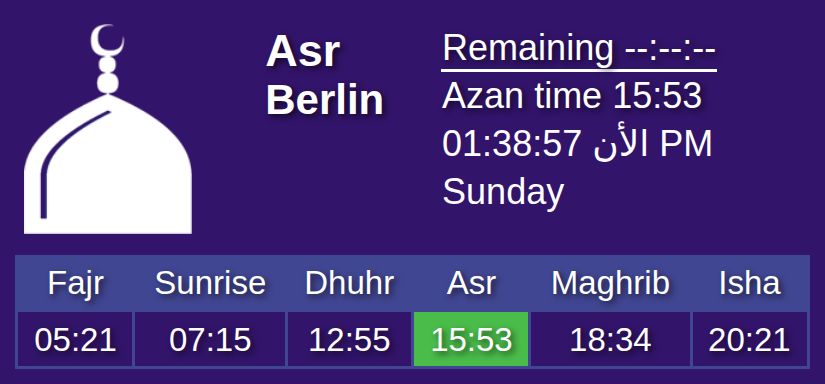 Asr
Berlin
Remaining --:--:--
Azan time 15:53
01:38:57 الأن PM
Sunday
Fajr Sunrise Dhuhr Asr Maghrib Isha
05:21 07:15 12:55 15:53 18:34 20:21